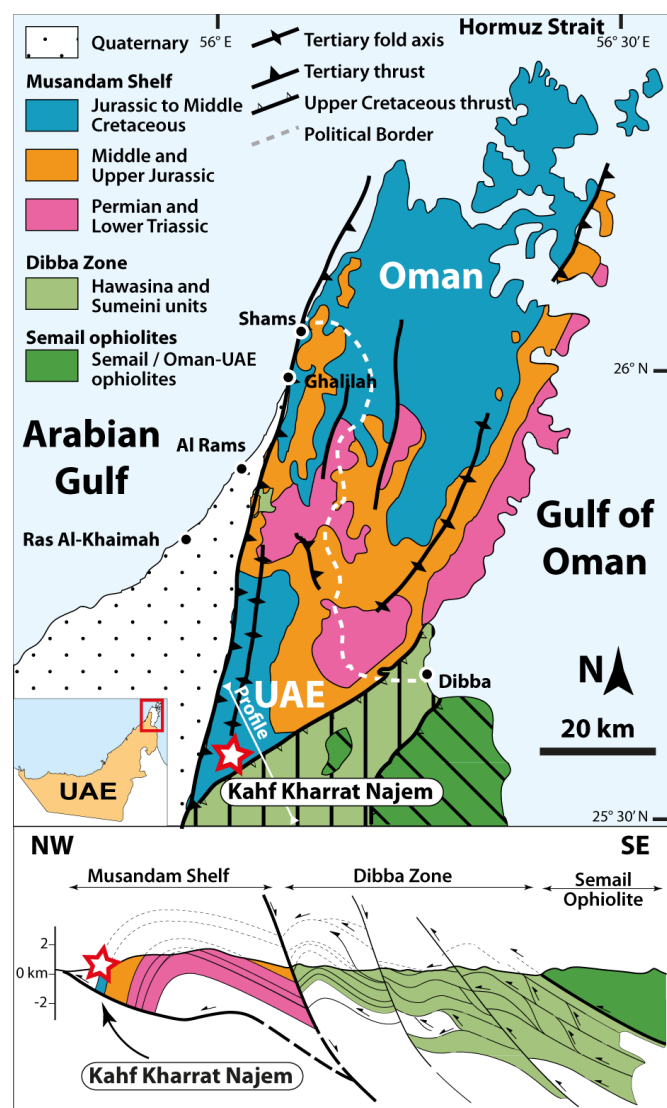 Quaternary
56° E
Tertiary fold axis
Tertiary thrust
Upper Cretaceous thrust
Political Border
Hormuz Strait
56° 30′ E
Musandam Shelf
Jurassic to Middle
Cretaceous
Middle and
Upper Jurassic
Permian and
Lower Triassic
Dibba Zone
Hawasina and
Sumeini units
Semail ophiolites
Semail / Oman-UAE
ophiolites
Oman
Shams
26° N
Ghalilah
Arabian
Gulf
Al Rams
Ras Al-Khaimah
Gulf of
Oman
N
Dibba
UAE
Profile
20 km
UAE
Kahf Kharrat Najem
25° 30′ N
NW
SE
Musandam Shelf
Dibba Zone
Semail
Ophiolite
2
0 km
-2
Kahf Kharrat Najem